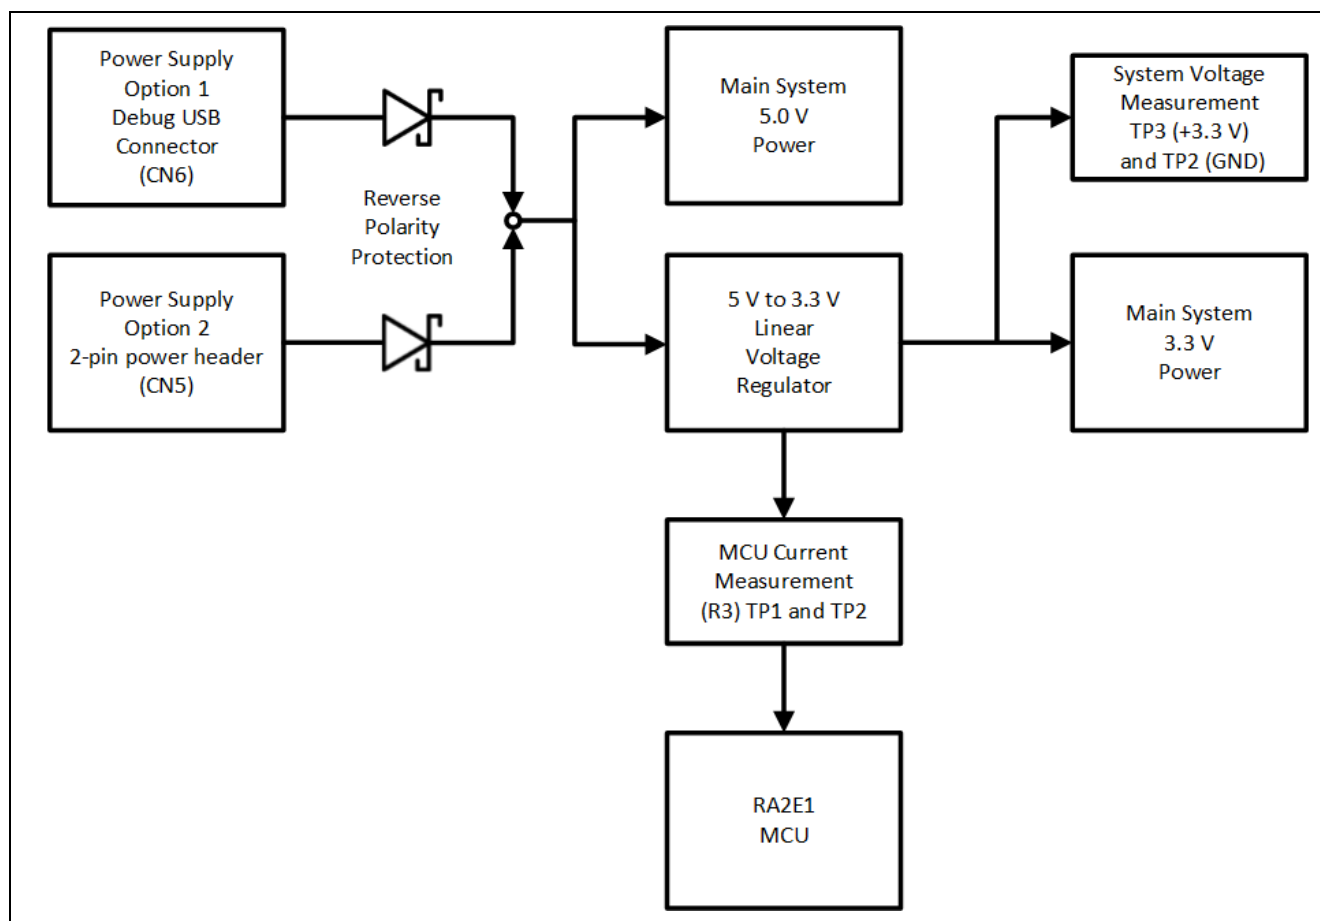 Power Supply
Option 1
Debug USB
Connector
(CN6)
Reverse
Polarity
Protection
Power Supply
Option 2
2-pin power header
(CN5)
Main System
5.0 V
Power
5 V to 3.3 V
Linear
Voltage
Regulator
System Voltage
Measurement
TP3 (+3.3 V)
and TP2 (GND)
Main System
3.3 V
Power
MCU Current
Measurement
(R3) TP1 and TP2
RA2E1
MCU